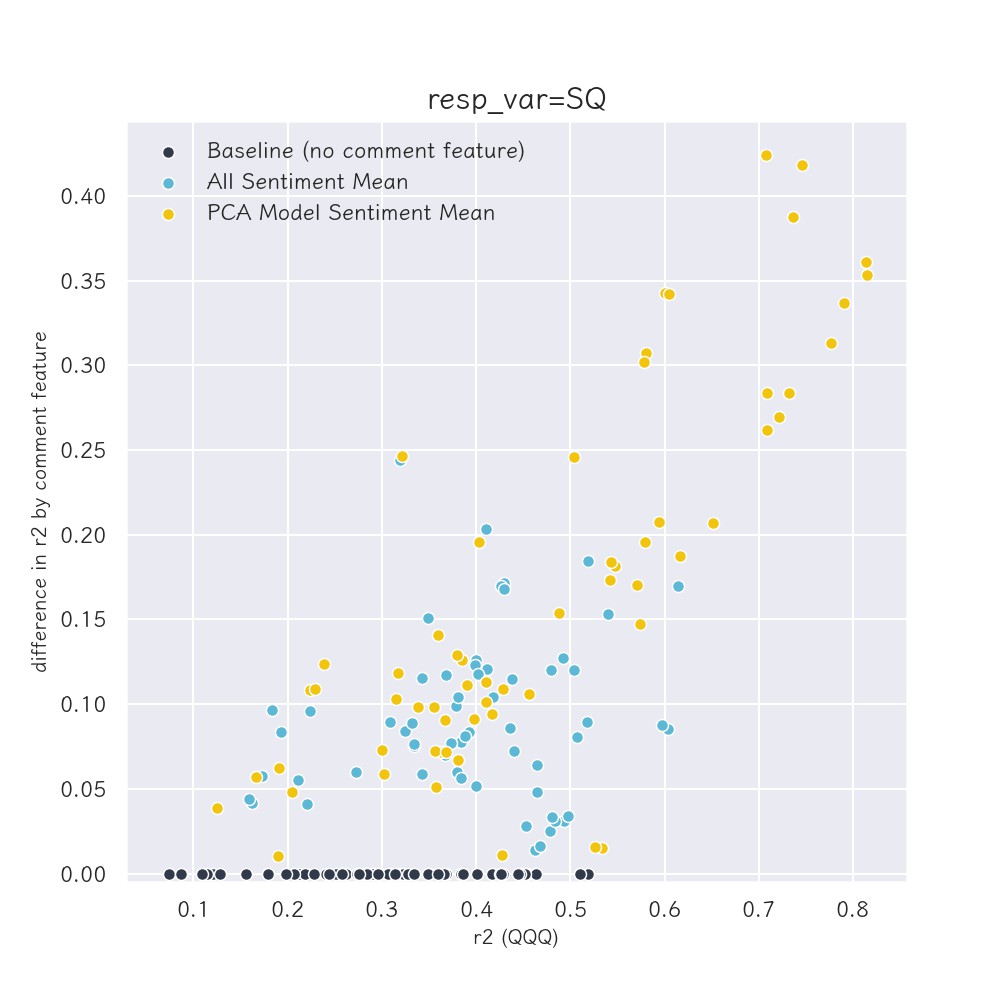 resp_var=SQ
Baseline (no comment feature)
All Sentiment Mean
PCA Model Sentiment Mean
0.40
0.35
0.30
0.25
0.20
0.15
0.10
0.05
0.00
difference in r2 by comment feature
0.1 0.2 0.3 0.4 0.5 0.6 0.7 0.8
r2 (QQQ)